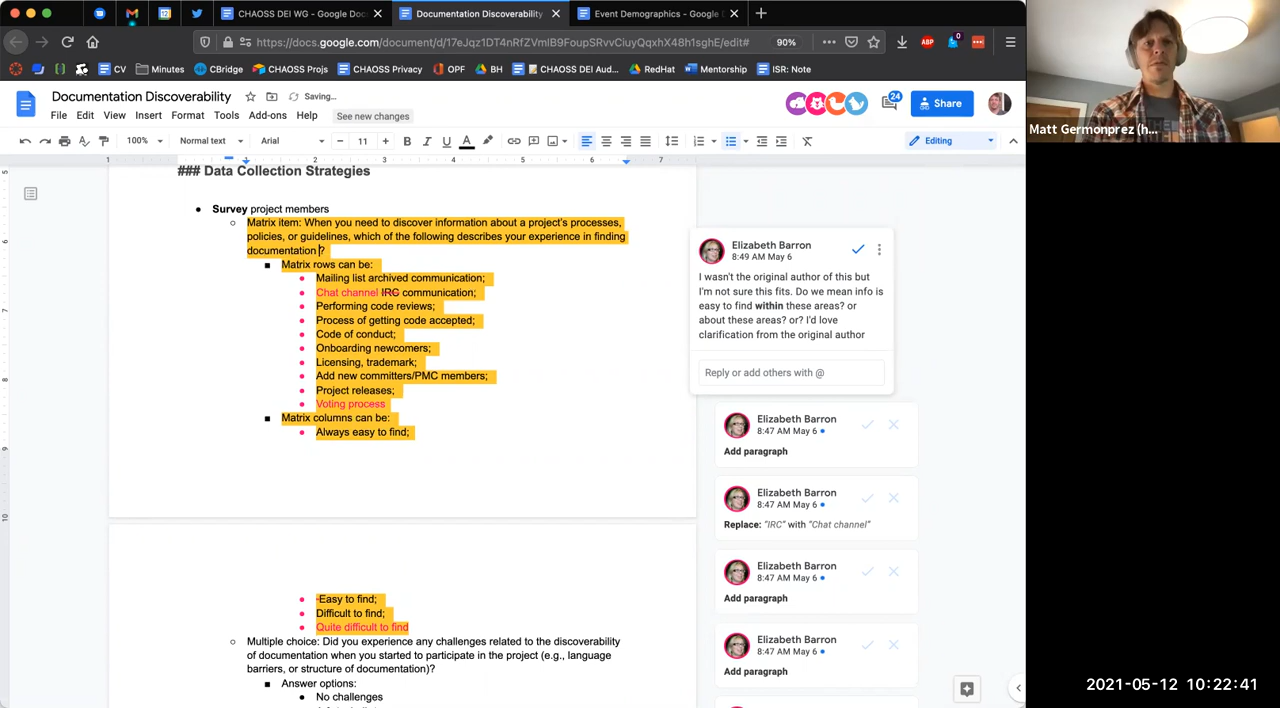 CHAOSS DEI WG - Google Doc
Documentation Discoverability
Event Demographics - Google D
https://docs.google.com/document/d/17eJqz1DT4nRfZVmlB9FoupSRvvCiuyQqxhX48h1sghE/edit#
90%
ABP
0
CV
Minutes
CBridge
CHAOSS Projs
CHAOSS Privacy
OPF
BH
CHAOSS DEI Aud...
RedHat
Mentorship
ISR: Note
Documentation Discoverability
Saving...
24
Share
File Edit View Insert Format Tools Add-ons Help
See new changes
100%
Normal text
Arial
11
Editing
1 1 2 3 4 5 6 7
### Data Collection Strategies
Survey project members
Matrix item: When you need to discover information about a project's processes,
policies, or guidelines, which of the following describes your experience in finding
documentation ?
Matrix rows can be:
Mailing list archived communication;
Chat channel IRC communication;
Performing code reviews;
Process of getting code accepted;
Code of conduct;
Onboarding newcomers;
Licensing, trademark;
Add new committers/PMC members;
Project releases;
Voting process
Matrix columns can be:
Always easy to find;
Easy to find;
Difficult to find;
Quite difficult to find
Multiple choice: Did you experience any challenges related to the discoverability
of documentation when you started to participate in the project (e.g., language
barriers, or structure of documentation)?
Answer options:
No challenges
Elizabeth Barron
8:49 AM May 6
I wasn't the original author of this but
I'm not sure this fits. Do we mean info is
easy to find within these areas? or
about these areas? or? I'd love
clarification from the original author
Reply or add others with @
Elizabeth Barron
8:47 AM May 6
Add paragraph
Elizabeth Barron
8:47 AM May 6
Replace: "IRC" with "Chat channel"
Elizabeth Barron
8:47 AM May 6
Add paragraph
Elizabeth Barron
8:47 AM May 6
Add paragraph
Matt Germonprez (h...
2021-05-12 10:22:41